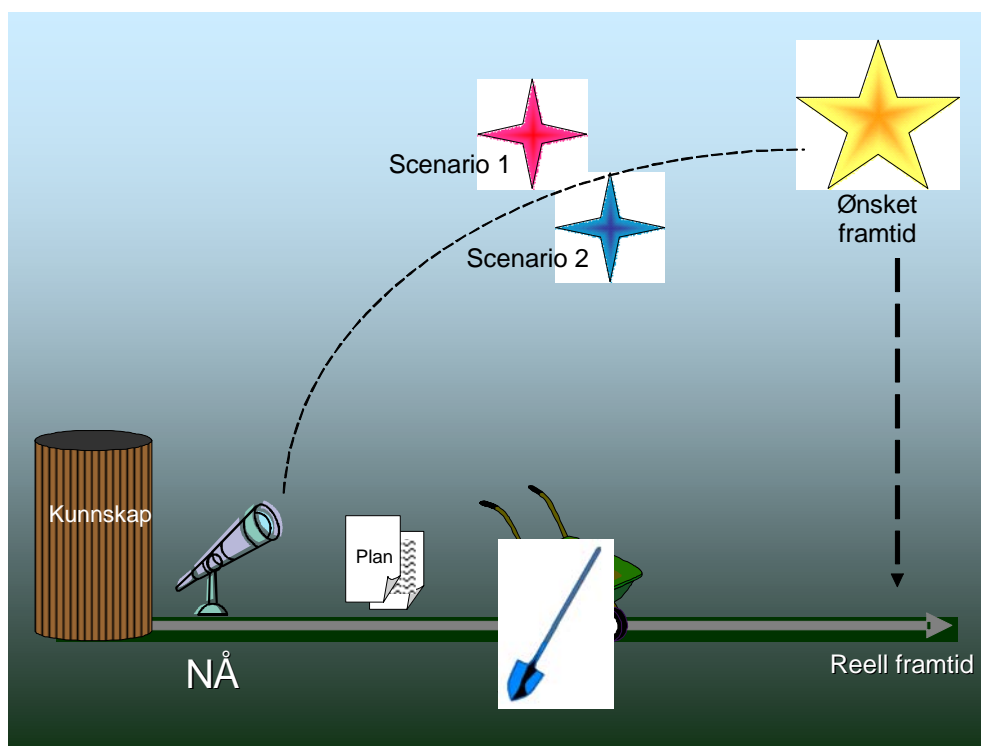 Scenario 1
Scenario 2
Ønsket
framtid
Kunnskap
Plan
NÅ
Reell framtid